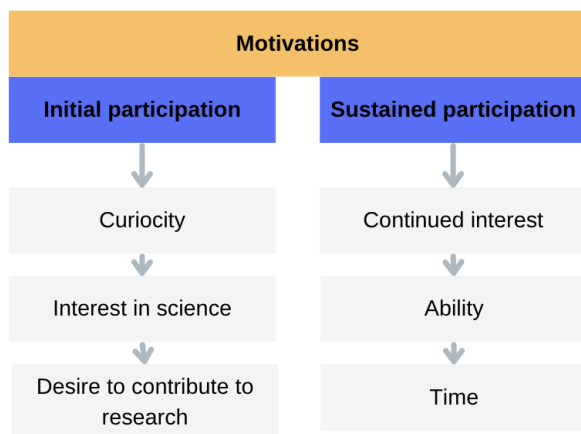 Motivations
Initial participation
Sustained participation
Curiocity
Continued interest
Interest in science
Ability
Desire to contribute to
research
Time